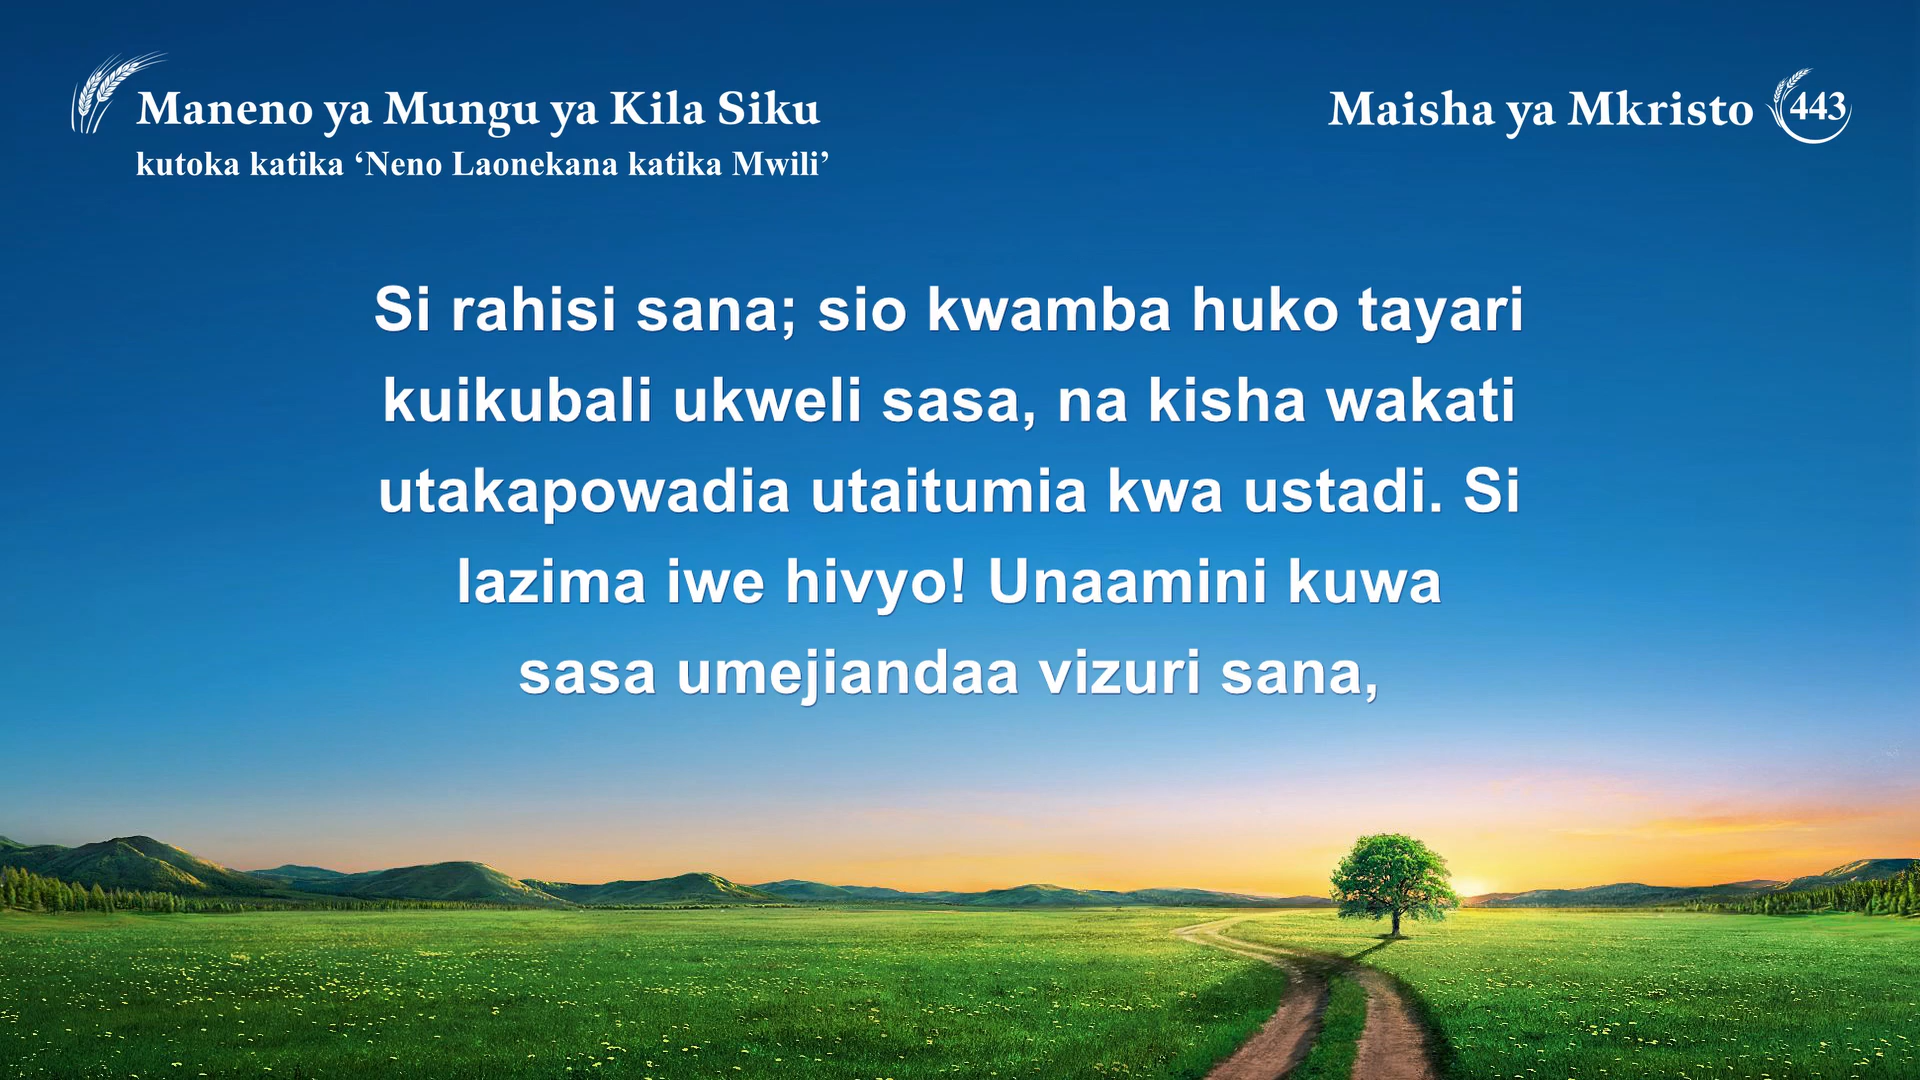 Maneno ya Mungu ya Kila Siku
kutoka katika ‘Neno Laonekana katika Mwili’
Maisha ya Mkristo 443
Si rahisi sana; sio kwamba huko tayari
kuikubali ukweli sasa, na kisha wakati
utakapowadia utaitumia kwa ustadi. Si
lazima iwe hivyo! Unaamini kuwa
sasa umejiandaa vizuri sana,